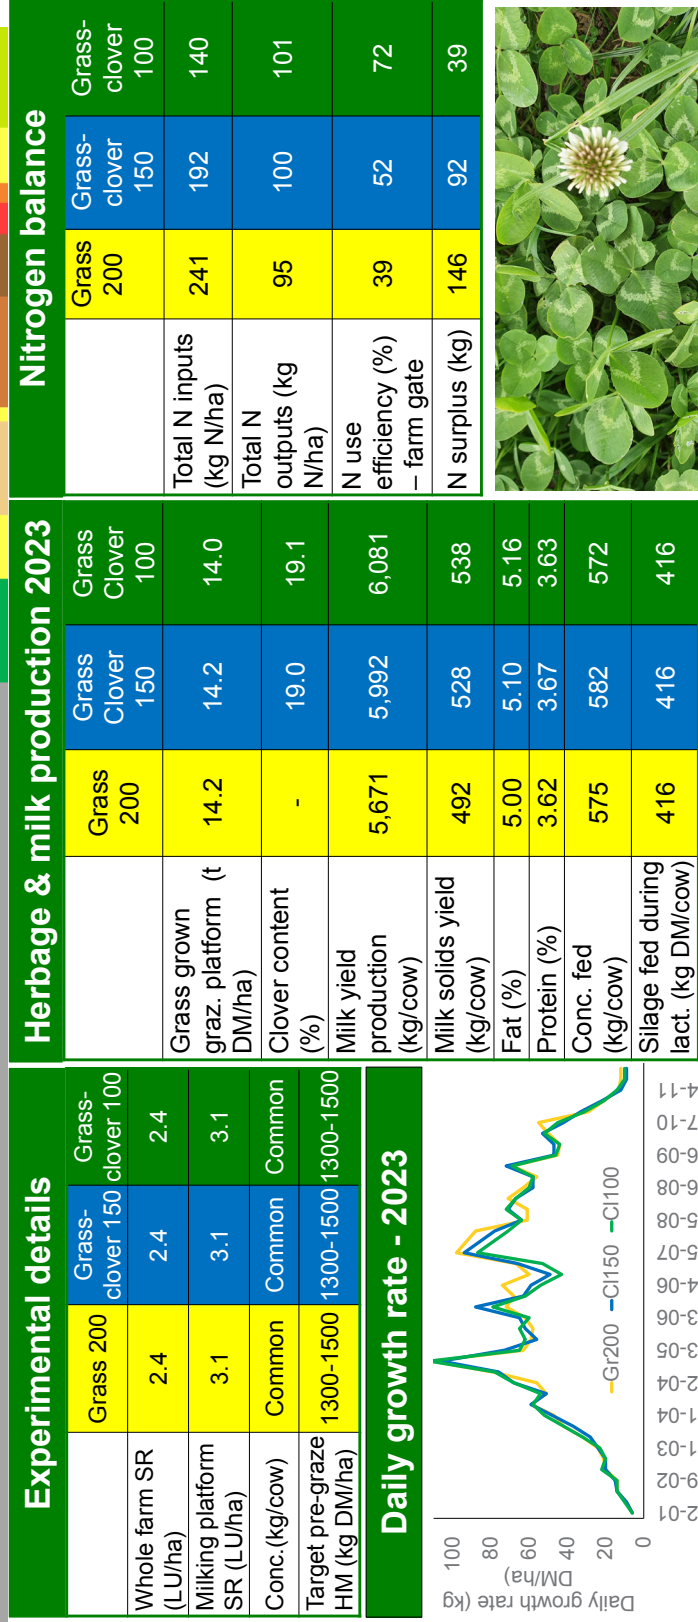 Experimental details
Grass 200
Grass-
clover 150
Grass-
clover 100
Whole farm SR
(LU/ha)
2.4
2.4
2.4
Milking platform
SR (LU/ha)
3.1
3.1
3.1
Conc.(kg/cow)
Common
Common
Common
Target pre-graze
HM (kg DM/ha)
1300-1500
1300-1500
1300-1500
Daily growth rate - 2023
Daily growth rate (kg
DM/ha)
100
80
60
40
20
0
Gr200
Cl150
Cl100
2-01
9-02
1-03
1-04
2-04
3-05
3-06
4-06
5-07
5-08
6-08
6-09
7-10
4-11
Herbage & milk production 2023
Grass
200
Grass
Clover
150
Grass
Clover
100
Grass grown
graz. platform (t
DM/ha)
14.2
14.2
14.0
Clover content
(%)
-
19.0
19.1
Milk yield
production
(kg/cow)
5,671
5,992
6,081
Milk solids yield
(kg/cow)
492
528
538
Fat (%)
5.00
5.10
5.16
Protein (%)
3.62
3.67
3.63
Conc. fed
(kg/cow)
575
582
572
Silage fed during
lact. (kg DM/cow)
416
416
416
Nitrogen balance
Grass
200
Grass-
clover
150
Grass-
clover
100
Total N inputs
(kg N/ha)
241
192
140
Total N
outputs (kg
N/ha)
95
100
101
N use
efficiency (%)
– farm gate
39
52
72
N surplus (kg)
146
92
39